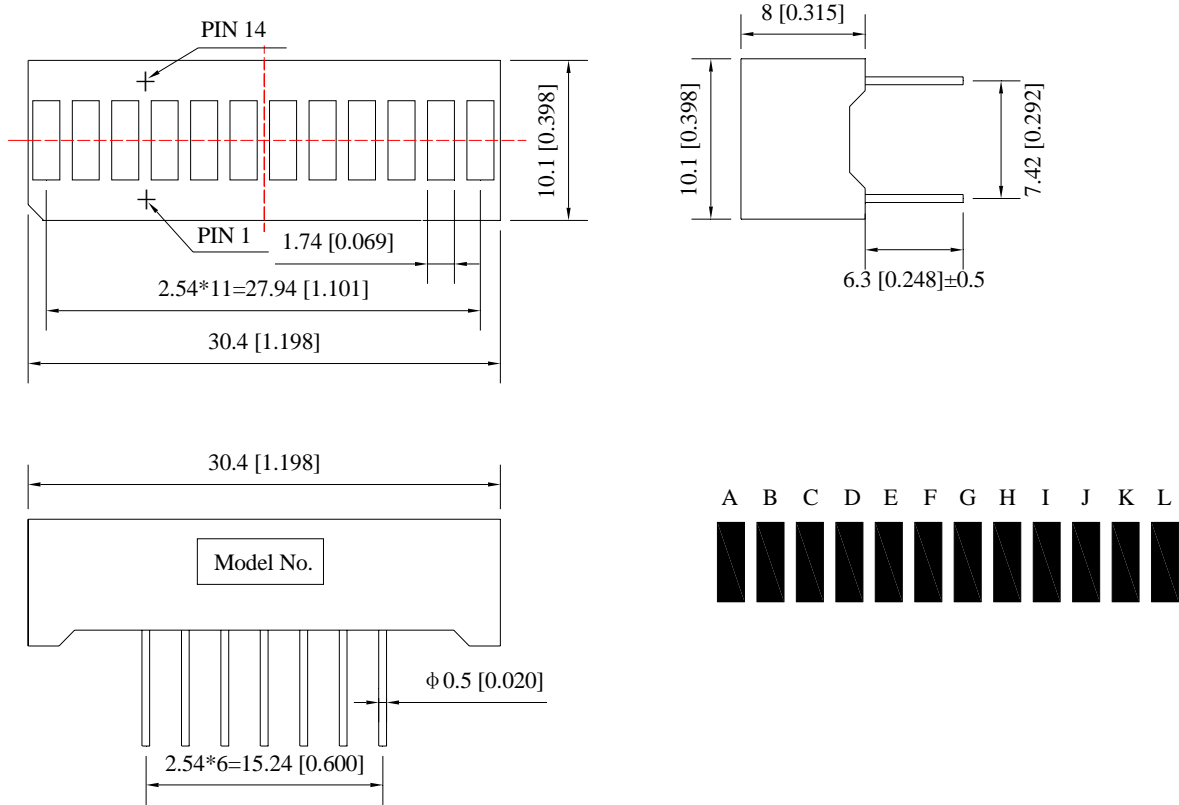 PIN 14
10.1 [0.398]
PIN 1
1.74 [0.069]
2.54*11=27.94 [1.101]
30.4 [1.198]
8 [0.315]
10.1 [0.398]
7.42 [0.292]
6.3 [0.248]±0.5
30.4 [1.198]
Model No.
ϕ0.5 [0.020]
2.54*6=15.24 [0.600]
A B C D E F G H I J K L